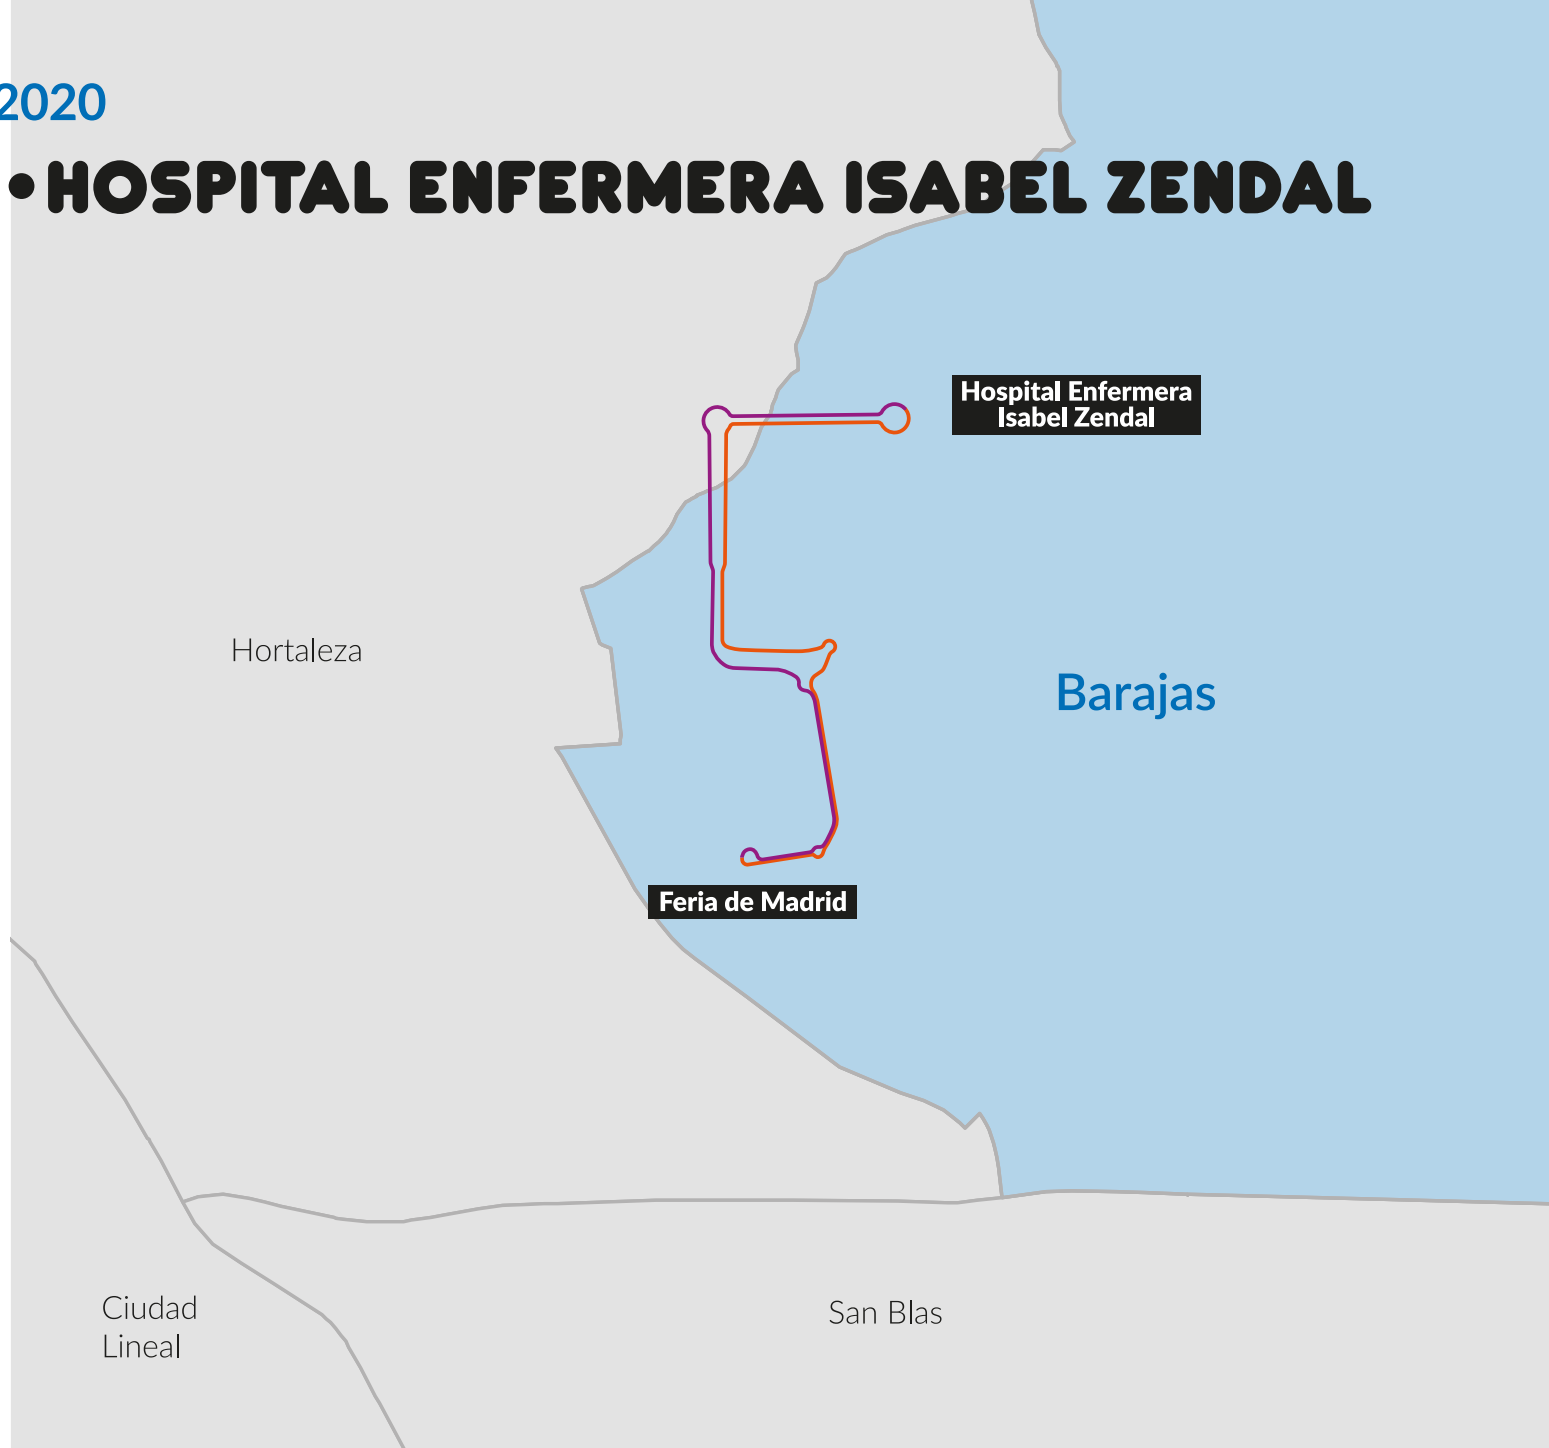 2020
• HOSPITAL ENFERMERA ISABEL ZENDAL
Hospital Enfermera
Isabel Zendal
Hortaleza
Barajas
Feria de Madrid
Ciudad
Lineal
San Blas